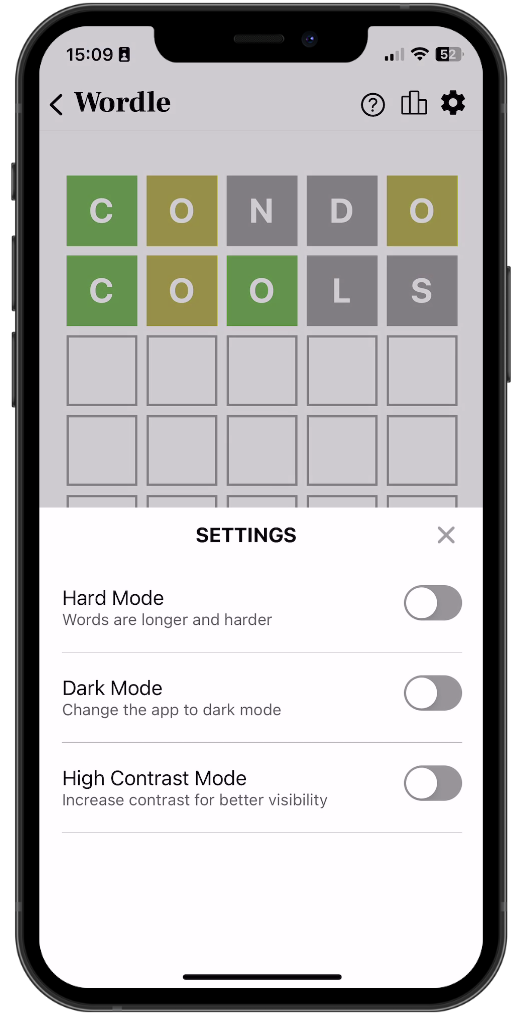 15:09 52
Wordle
C O N D O
C O O L S
SETTINGS
Hard Mode
Words are longer and harder
Dark Mode
Change the app to dark mode
High Contrast Mode
Increase contrast for better visibility